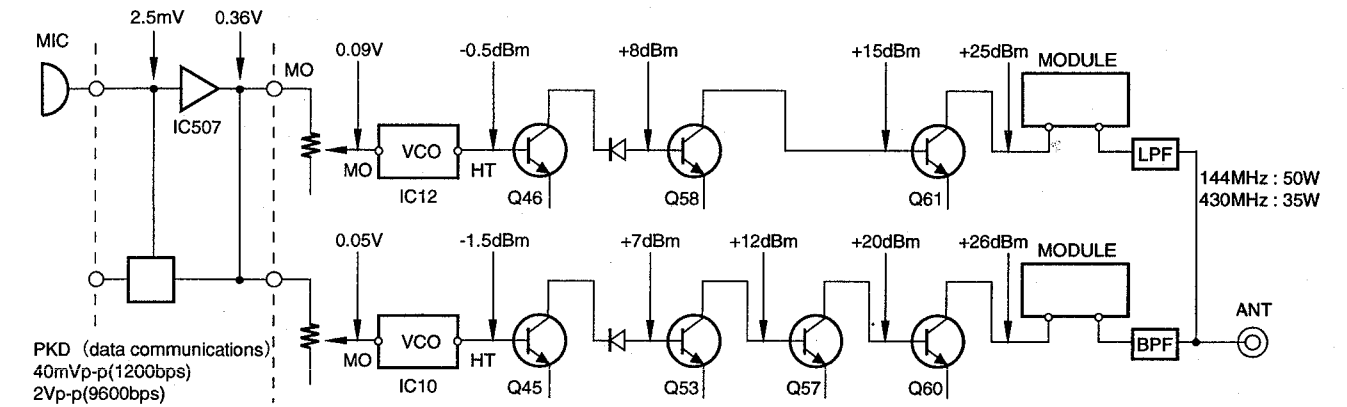 2.5mV 0.36V
MIC
MO
0.09V -0.5dBm +8dBm +15dBm +25dBm
MODULE
IC507
VCO
MO HT
IC12 Q46 Q58 Q61
LPF
144MHz : 50W
430MHz : 35W
0.05V -1.5dBm +7dBm +12dBm +20dBm +26dBm
MODULE
ANT
VCO
MO HT
BPF
IC10 Q45 Q53 Q57 Q60
PKD (data communications)
40mVp-p(1200bps)
2Vp-p(9600bps)